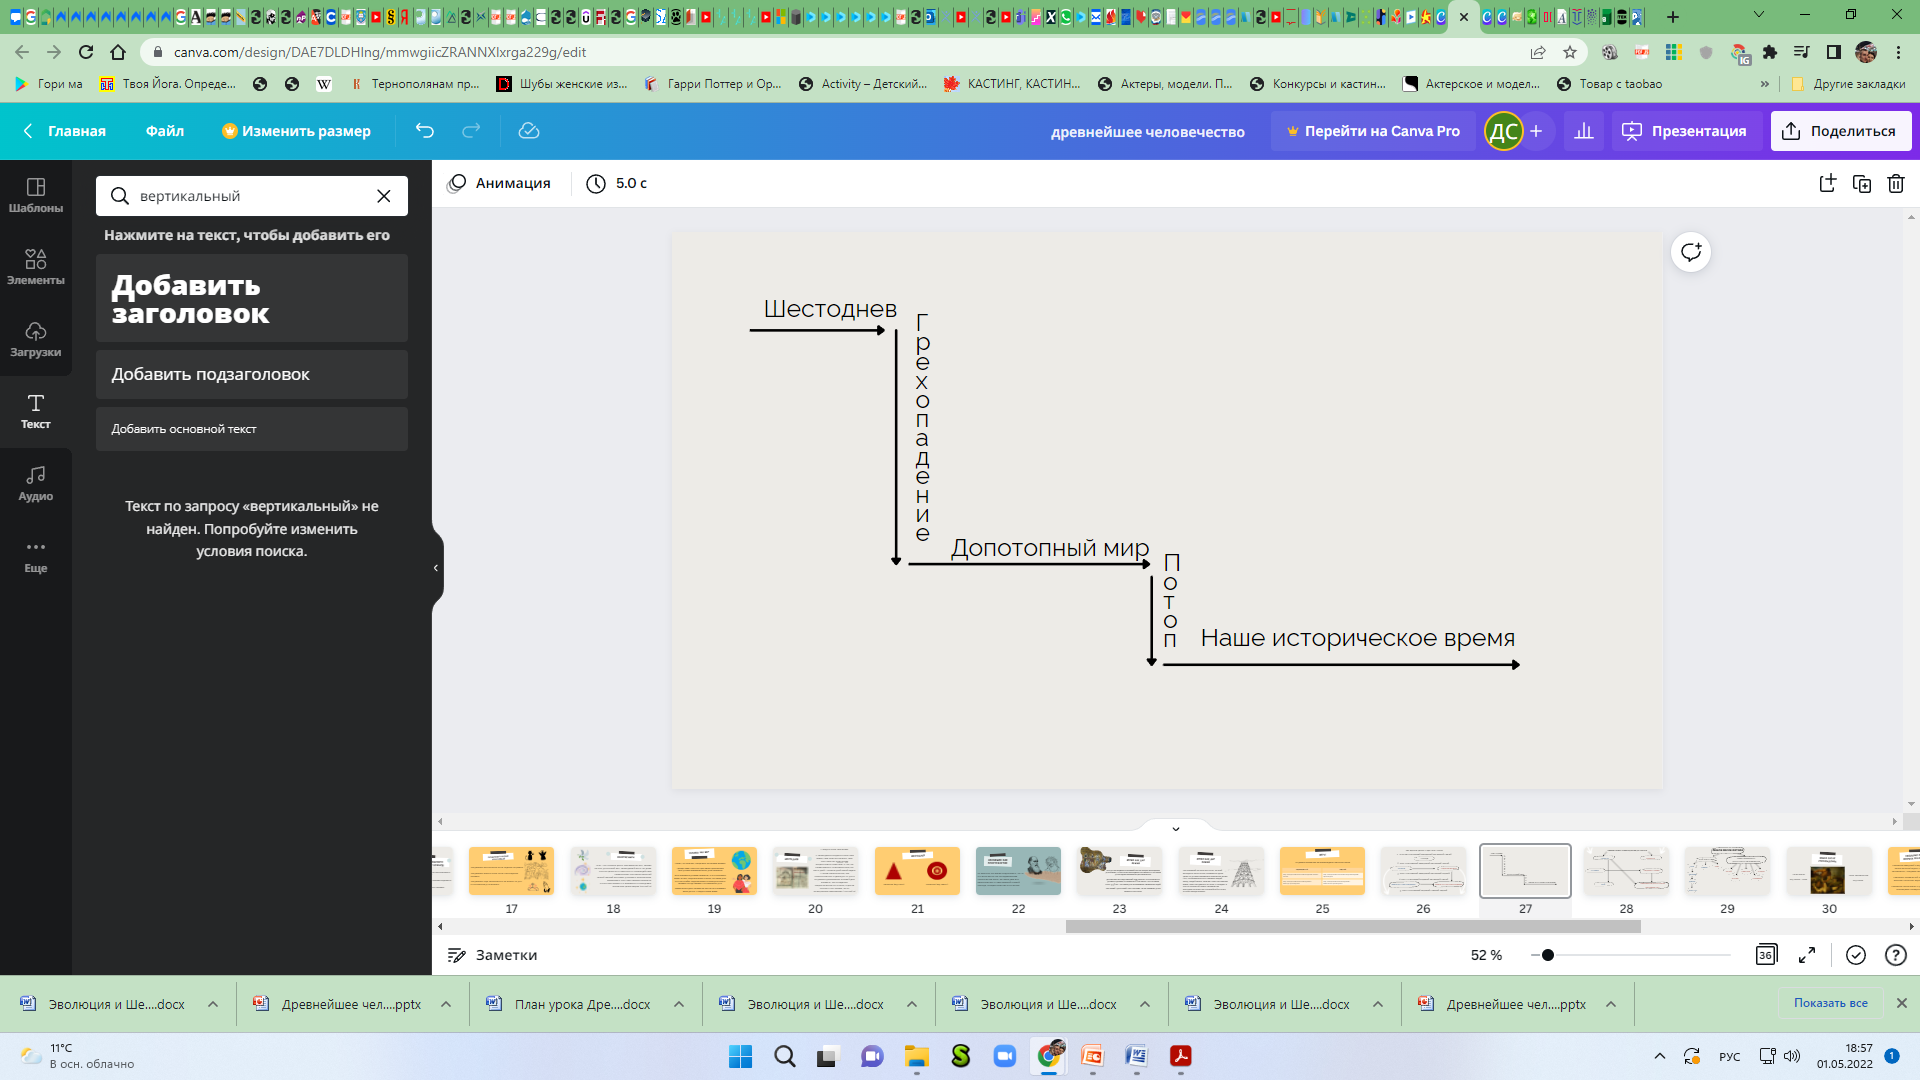 canva.com/design/DAE7DLDHIng/mmwgiicZRANNXIxrga229g/edit
Гори ма
Твоя Йога. Опреде...
Тернополянам пр...
Шубы женские из...
Гарри Поттер и Ор...
Activity – Детский...
КАСТИНГ, КАСТИН...
Актеры, модели. П...
Конкурсы и кастин...
Актерское и модел...
Товар с taobao
»
Другие закладки
Главная
Файл
Изменить размер
древнейшее человечество
Перейти на Canva Pro
ДС
+
Презентация
Поделиться
Шаблоны
Элементы
Загрузки
Текст
Аудио
Еще
вертикальный
Нажмите на текст, чтобы добавить его
Добавить
заголовок
Добавить подзаголовок
Добавить основной текст
Текст по запросу «вертикальный» не
найден. Попробуйте изменить
условия поиска.
Анимация
5.0 с
Шестоднев
Грехопадение
Допотопный мир
Потоп
Наше историческое время
17
18
19
20
21
22
23
24
25
26
27
28
29
30
Заметки
52 %
36
Эволюция и Ше....docx
Древнейшее чел....pptx
План урока Дре....docx
Эволюция и Ше....docx
Эволюция и Ше....docx
Эволюция и Ше....docx
Древнейшее чел....pptx
Показать все
11°C
В осн. облачно
РУС
18:57
01.05.2022
1